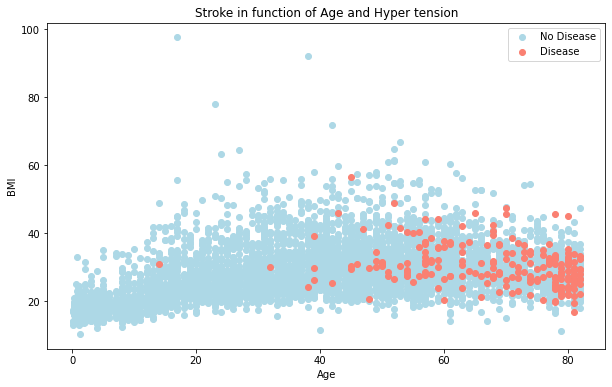 Stroke in function of Age and Hyper tension
No Disease
Disease
100
80
60
40
20
BMI
0 20 40 60 80
Age